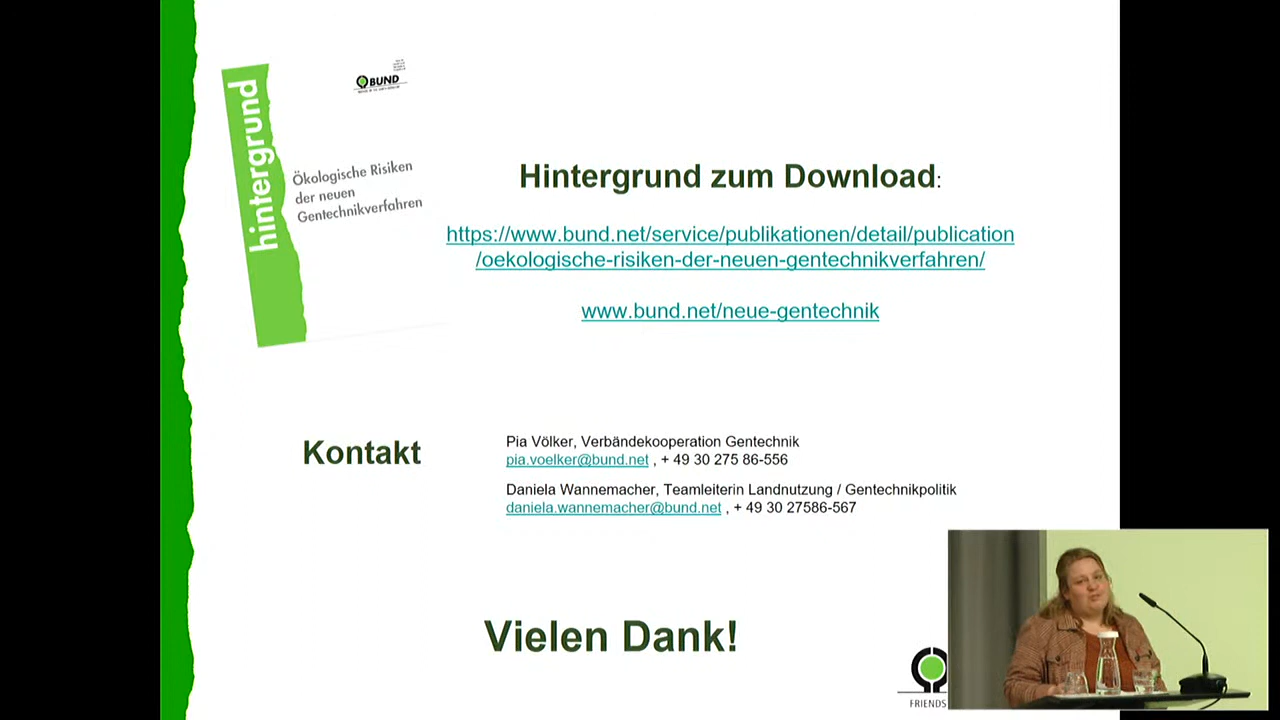 BUND
hintergrund
Ökologische Risiken
der neuen
Gentechnikverfahren
Hintergrund zum Download:
https://www.bund.net/service/publikationen/detail/publication
/oekologische-risiken-der-neuen-gentechnikverfahren/
www.bund.net/neue-gentechnik
Kontakt
Pia Völker, Verbändekooperation Gentechnik
pia.voelker@bund.net , + 49 30 275 86-556
Daniela Wannemacher, Teamleiterin Landnutzung / Gentechnikpolitik
daniela.wannemacher@bund.net , + 49 30 27586-567
Vielen Dank!
FRIENDS